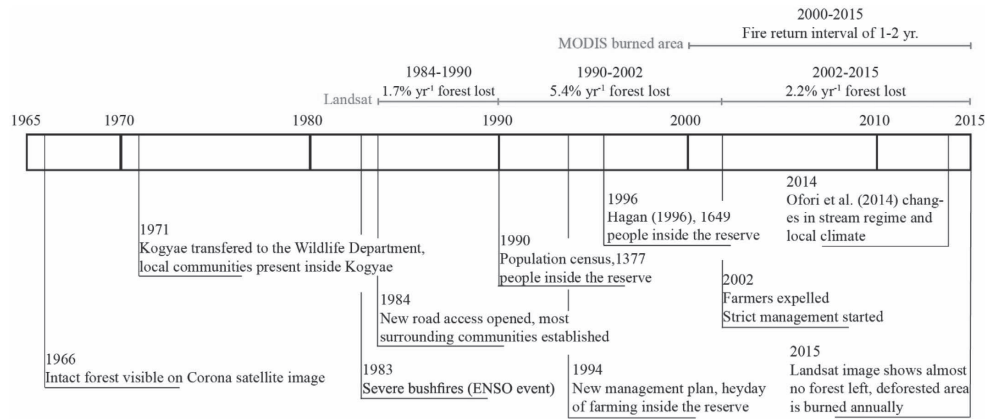 2000-2015
MODIS burned area Fire return interval of 1-2 yr.
1984-1990 1990-2002 2002-2015
Landsat 1.7% yr⁻¹ forest lost 5.4% yr⁻¹ forest lost 2.2% yr⁻¹ forest lost
1965 1970 1980 1990 2000 2010 2015
1971
Kogyae transfered to the Wildlife Department,
local communities present inside Kogyae
1996
Hagan (1996), 1649
people inside the reserve
2014
Ofori et al. (2014) chang-
es in stream regime and
local climate
1990
Population census,1377
people inside the reserve
1984
New road access opened, most
surrounding communities established
2002
Farmers expelled
Strict management started
1966
Intact forest visible on Corona satellite image
1983
Severe bushfires (ENSO event)
1994
New management plan, heyday
of farming inside the reserve
2015
Landsat image shows almost
no forest left, deforested area
is burned annually